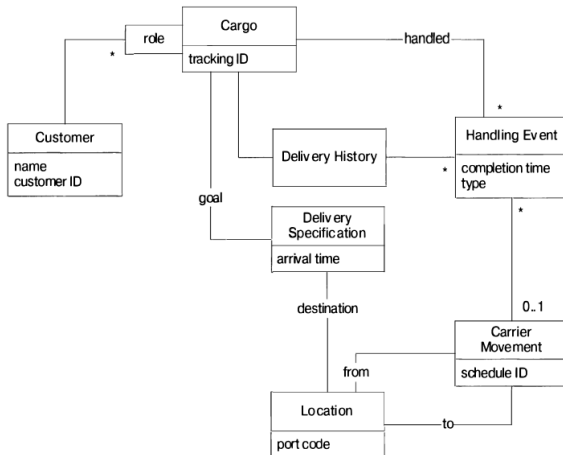 Cargo
tracking ID
role
*
handled
Customer
name
customer ID
Delivery History
*
Handling Event
completion time
type
*
*
goal
Delivery
Specification
arrival time
destination
0..1
Carrier
Movement
schedule ID
from
Location
port code
to